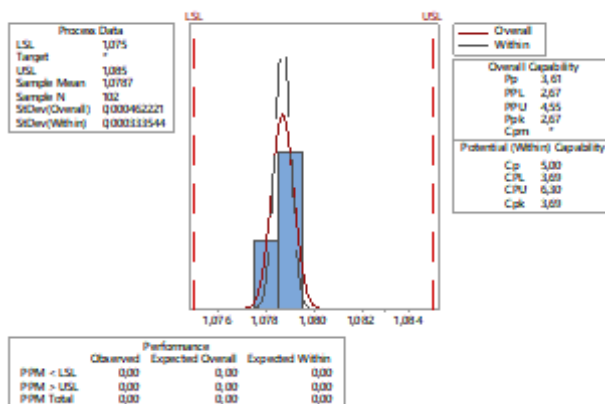 LSL
USL
Process Data
LSL 1,075
Target *
USL 1,085
Sample Mean 1,0787
Sample N 102
StDev(Overall) 0,000462221
StDev(Within) 0,000333544
Overall
Within
Overall Capability
Pp 3,61
PPL 2,67
PPU 4,55
Ppk 2,67
Cpm *
Potential (Within) Capability
Cp 5,00
CPL 3,69
CPU 6,30
Cpk 3,69
1,076 1,078 1,080 1,082 1,084
Performance
Observed Expected Overall Expected Within
PPM < LSL 0,00 0,00 0,00
PPM > USL 0,00 0,00 0,00
PPM Total 0,00 0,00 0,00